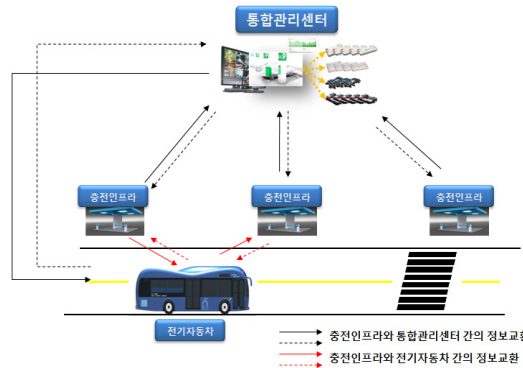 통합관리센터
충전인프라
충전인프라
충전인프라
전기자동차
충전인프라와 통합관리센터 간의 정보교환
충전인프라와 전기자동차 간의 정보교환